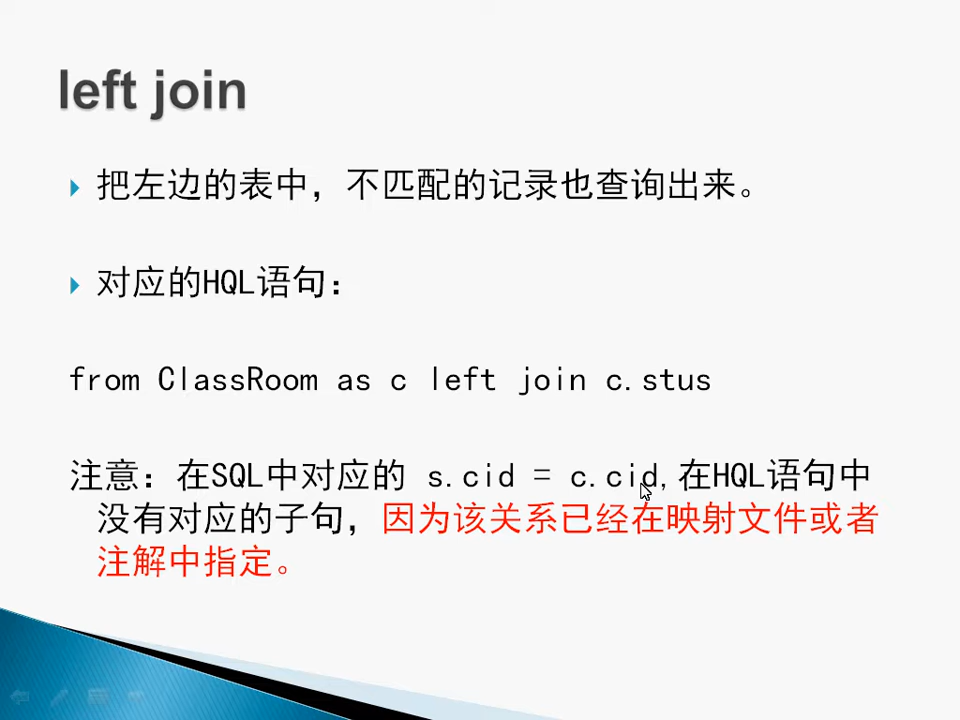 left join
把左边的表中，不匹配的记录也查询出来。
对应的HQL语句：
from ClassRoom as c left join c.stus
注意：在SQL中对应的 s.cid = c.cid,在HQL语句中
没有对应的子句，因为该关系已经在映射文件或者
注解中指定。